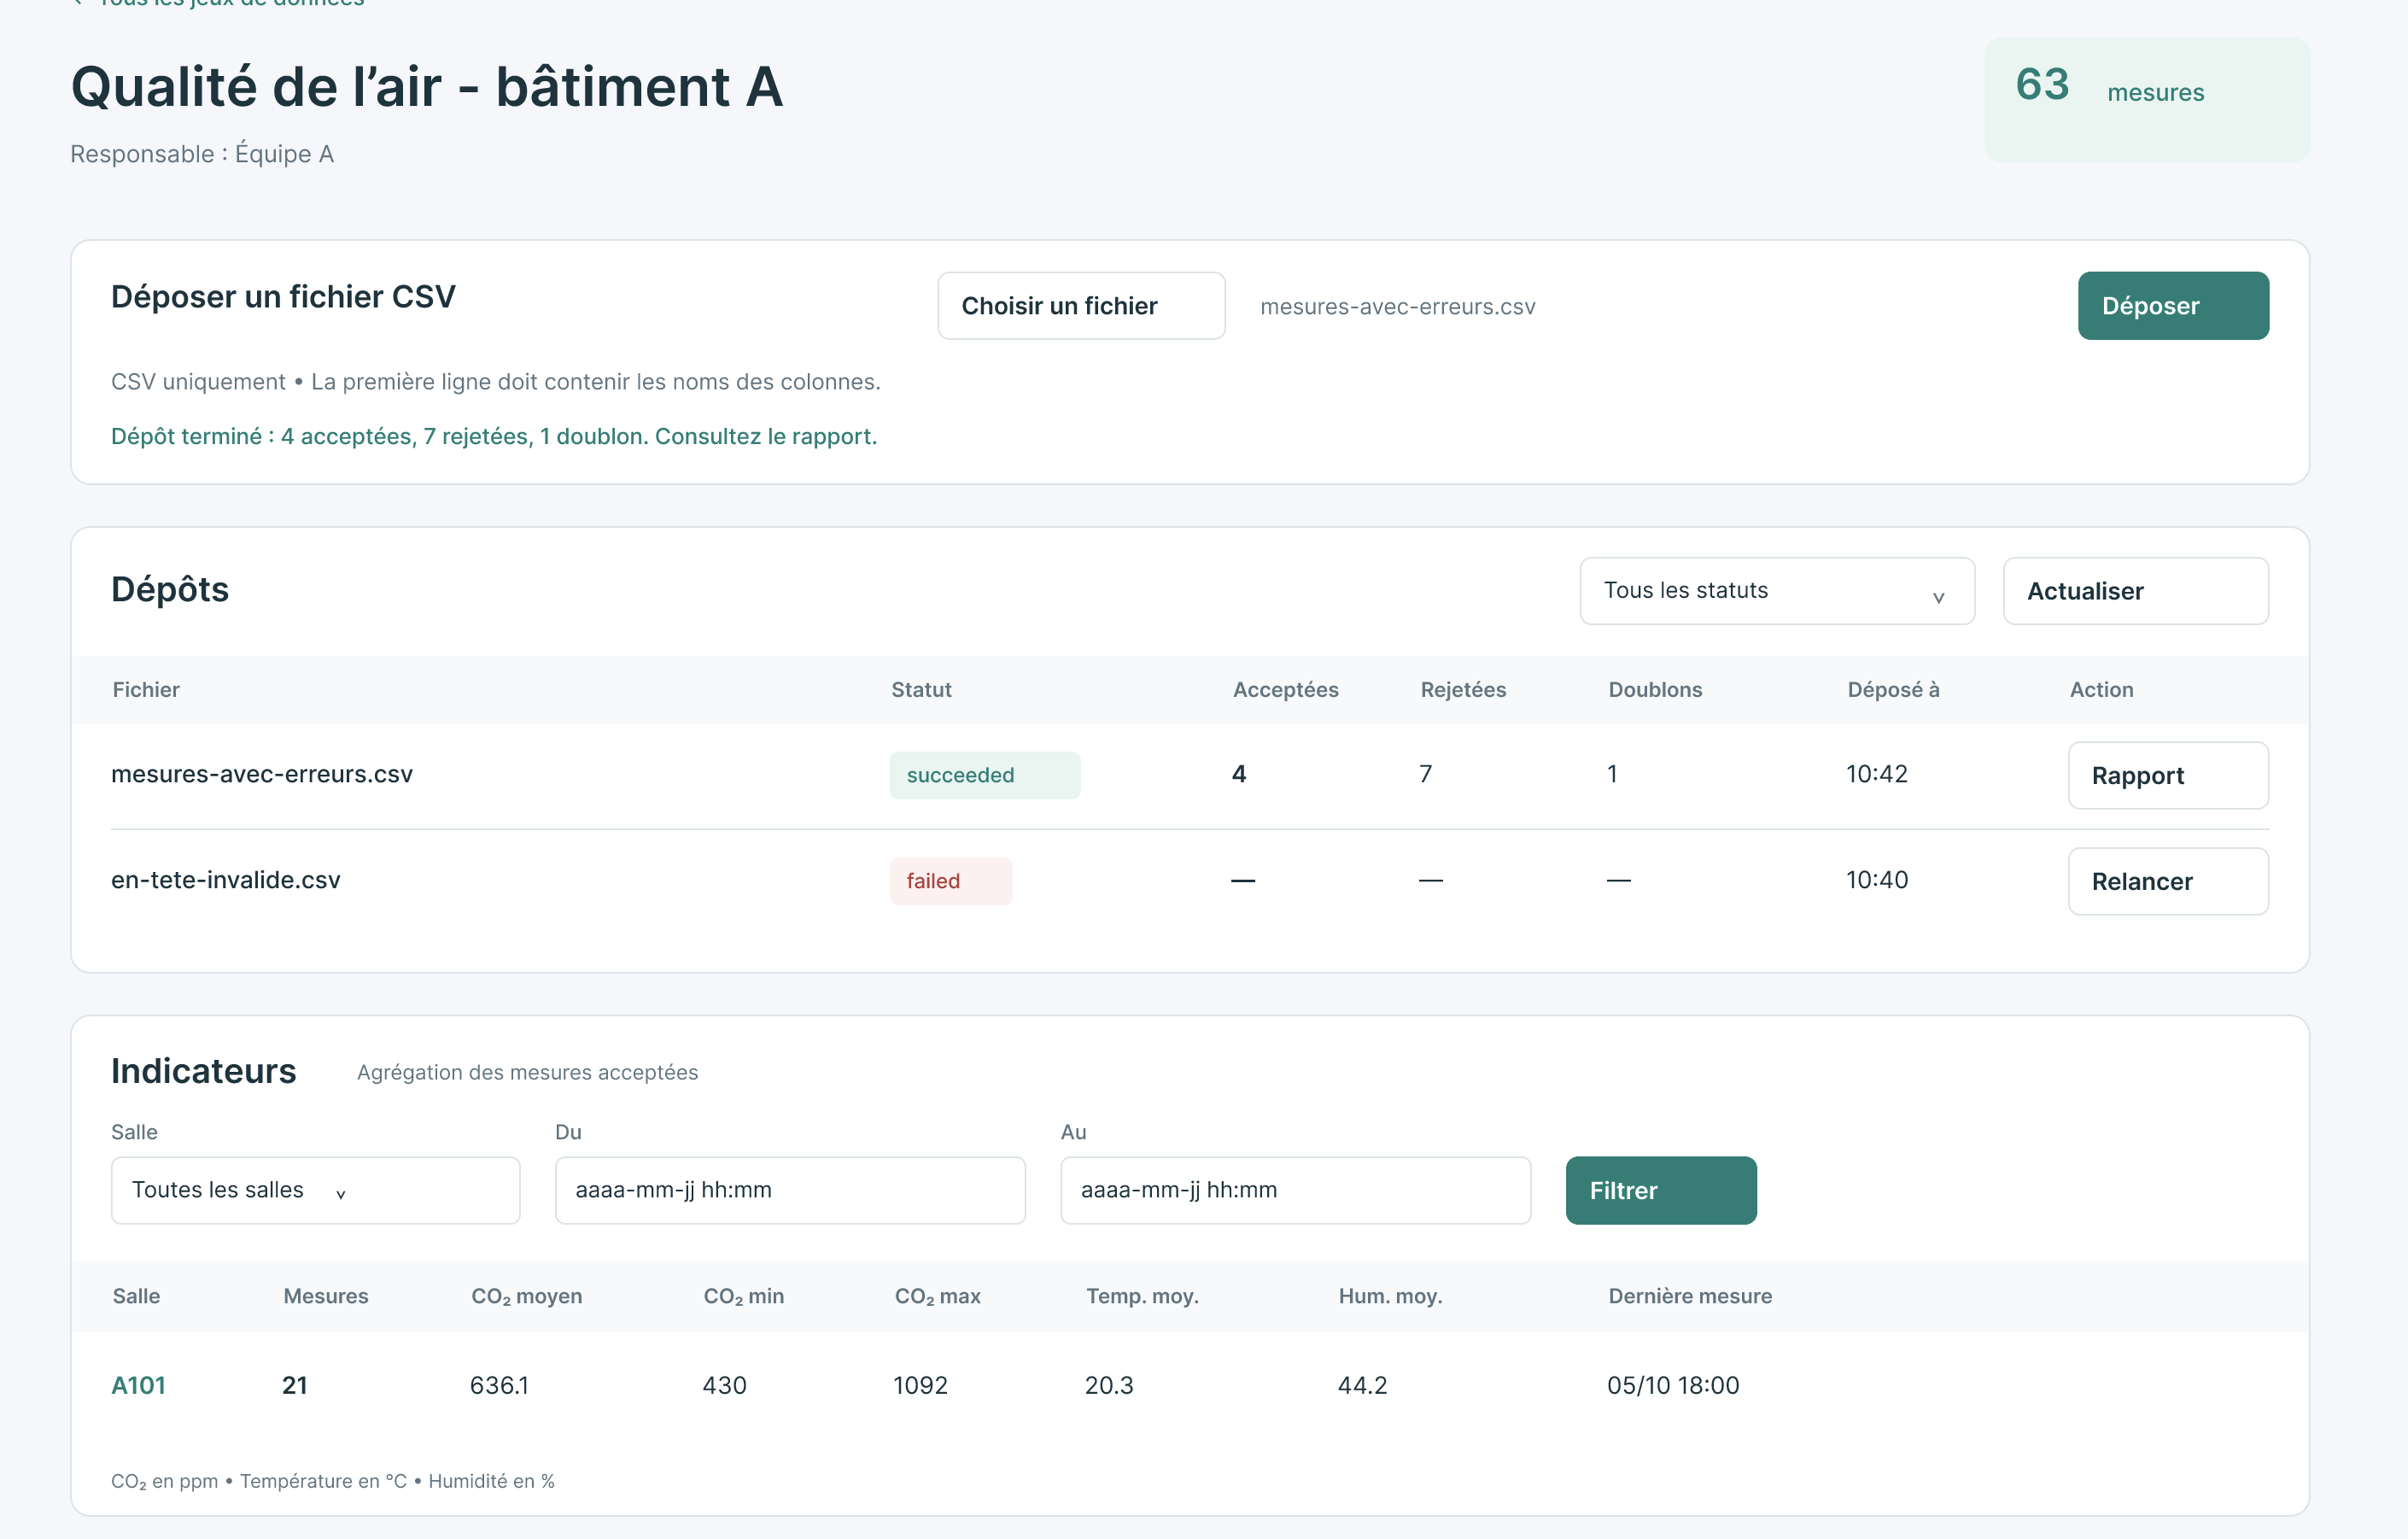 ← Tous les jeux de données
Qualité de l’air - bâtiment A
63 mesures
Responsable : Équipe A
Déposer un fichier CSV
Choisir un fichier
mesures-avec-erreurs.csv
Déposer
CSV uniquement • La première ligne doit contenir les noms des colonnes.
Dépôt terminé : 4 acceptées, 7 rejetées, 1 doublon. Consultez le rapport.
Dépôts
Tous les statuts
Actualiser
Fichier Statut Acceptées Rejetées Doublons Déposé à Action
mesures-avec-erreurs.csv succeeded 4 7 1 10:42 Rapport
en-tete-invalide.csv failed — — — 10:40 Relancer
Indicateurs Agrégation des mesures acceptées
Salle Du Au
Toutes les salles aaaa-mm-jj hh:mm aaaa-mm-jj hh:mm Filtrer
Salle Mesures CO₂ moyen CO₂ min CO₂ max Temp. moy. Hum. moy. Dernière mesure
A101 21 636.1 430 1092 20.3 44.2 05/10 18:00
CO₂ en ppm • Température en °C • Humidité en %